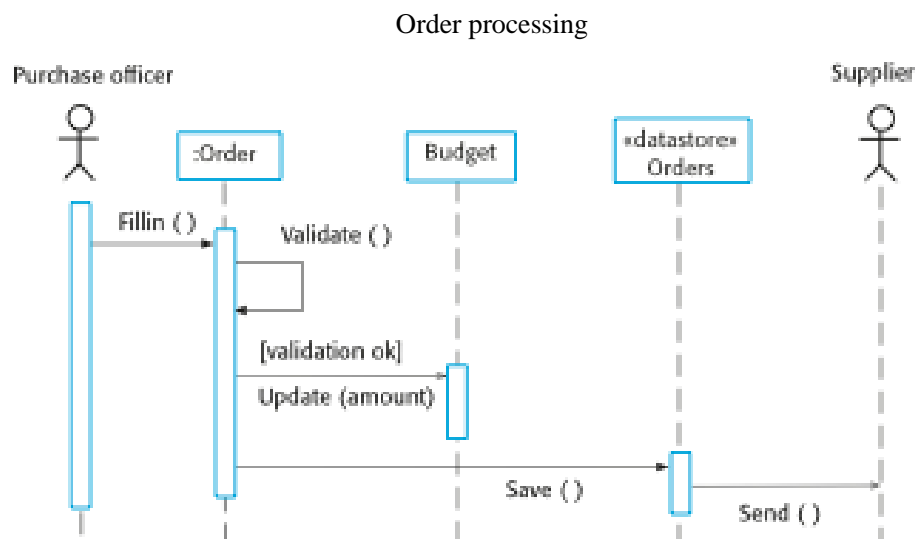 Order processing
Purchase officer
Supplier
:Order
Budget
«datastore»
Orders
Fillin ( )
Validate ( )
[validation ok]
Update (amount)
Save ( )
Send ( )